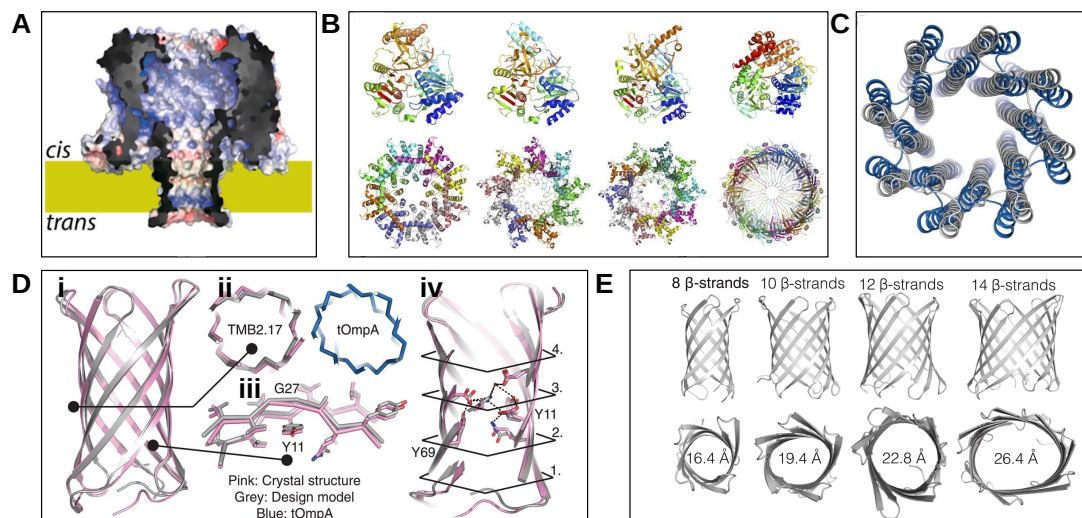 A
cis
trans
B
C
D
i
ii
TMB2.17
tOmpA
iii
G27
Y11
Pink: Crystal structure
Grey: Design model
Blue: tOmpA
iv
4.
3.
Y11
2.
Y69
1.
E
8 β-strands
10 β-strands
12 β-strands
14 β-strands
16.4 Å
19.4 Å
22.8 Å
26.4 Å